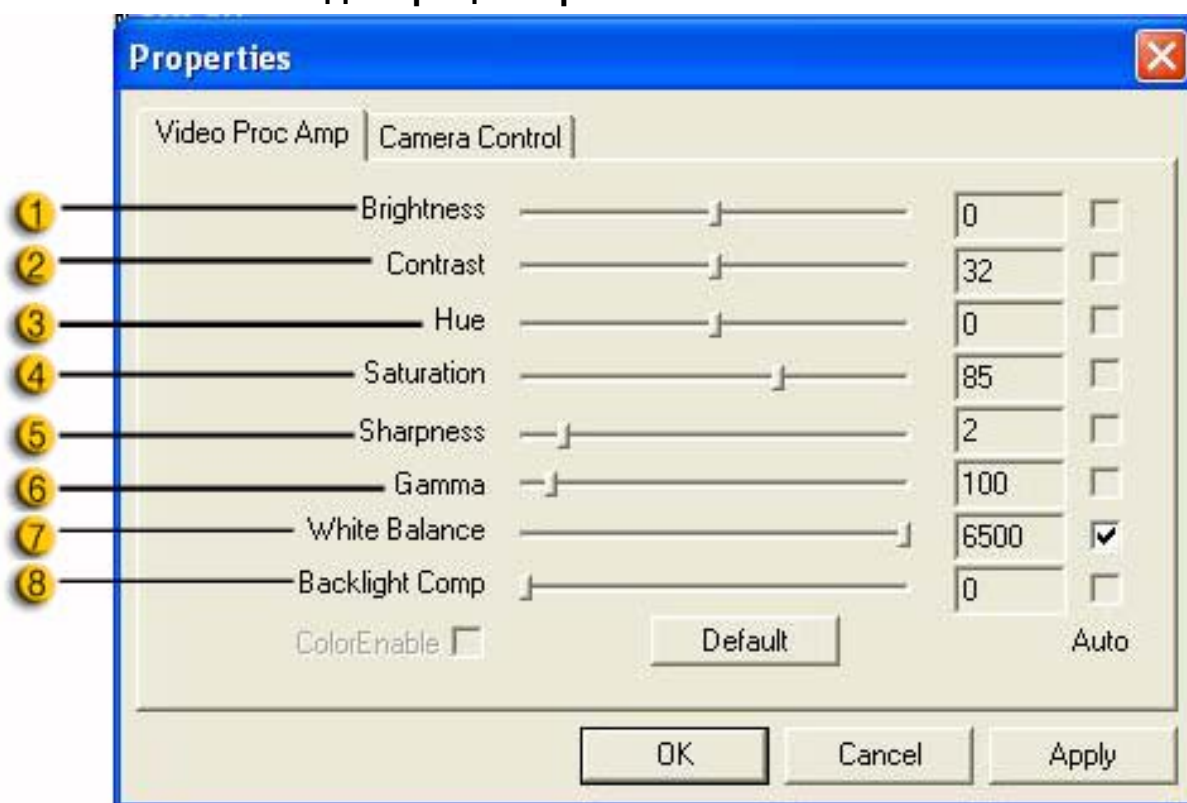 Properties
Video Proc Amp Camera Control
1 Brightness 0
2 Contrast 32
3 Hue 0
4 Saturation 85
5 Sharpness 2
6 Gamma 100
7 White Balance 6500
8 Backlight Comp 0
ColorEnable Default Auto
OK Cancel Apply